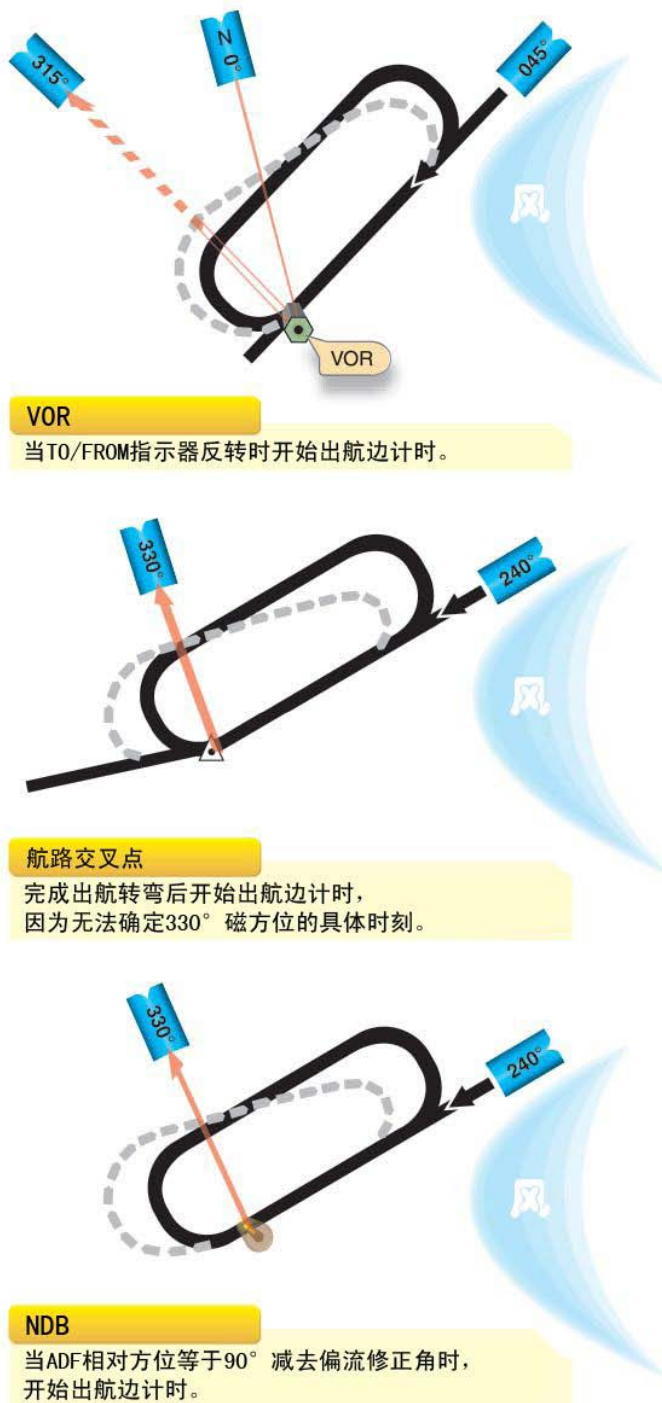 315°
N
0°
045°
风
VOR
VOR
当TO/FROM指示器反转时开始出航边计时。
330°
240°
风
航路交叉点
完成出航转弯后开始出航边计时，
因为无法确定330°磁方位的具体时刻。
330°
240°
风
NDB
当ADF相对方位等于90°减去偏流修正角时，
开始出航边计时。